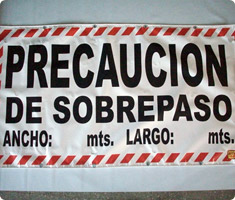 PRECAUCION
DE SOBREPASO
ANCHO: mts. LARGO: mts.